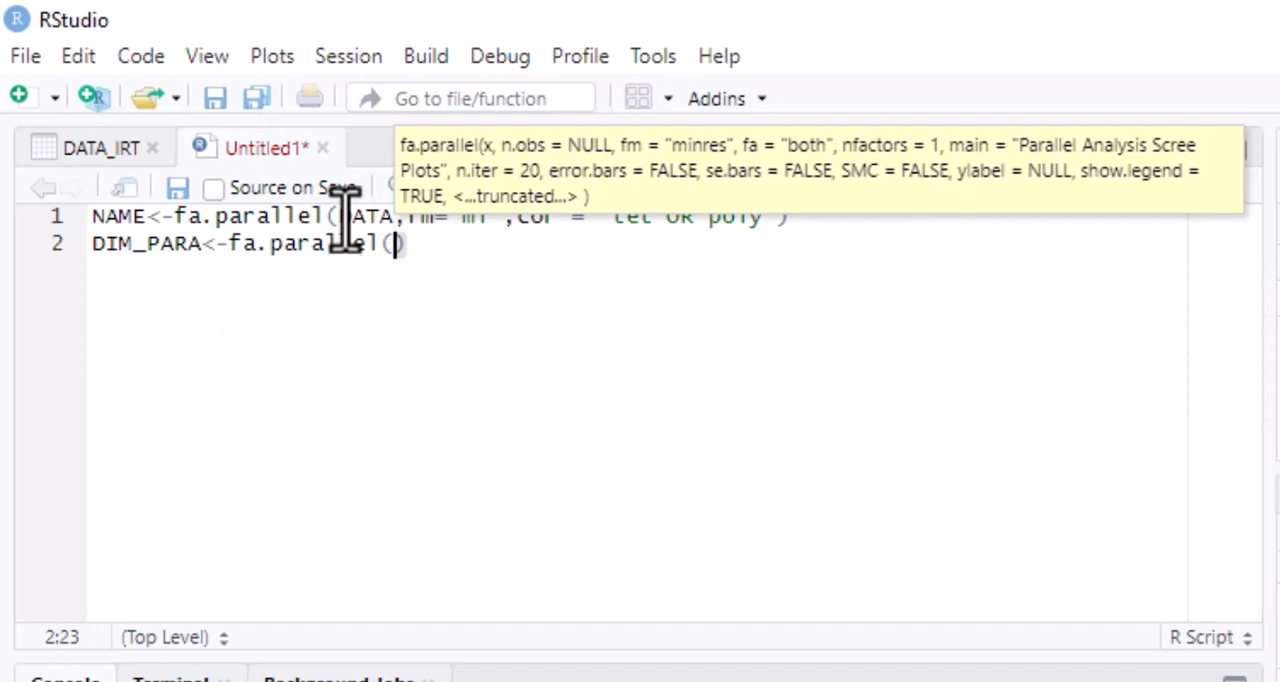 RStudio
File Edit Code View Plots Session Build Debug Profile Tools Help
Go to file/function Addins
DATA_IRT Untitled1*
fa.parallel(x, n.obs = NULL, fm = "minres", fa = "both", nfactors = 1, main = "Parallel Analysis Scree
Plots", n.iter = 20, error.bars = FALSE, se.bars = FALSE, SMC = FALSE, ylabel = NULL, show.legend =
TRUE, <...truncated...> )
Source on Save
1 NAME<-fa.parallel(DATA,fm= ,cor = tet OR poly )
2 DIM_PARA<-fa.parallel()
2:23 (Top Level) R Script
Console Terminal Background Jobs